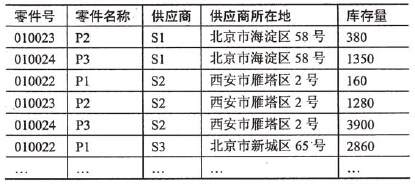 零件号 零件名称 供应商 供应商所在地 库存量
010023 P2 S1 北京市海淀区 58 号 380
010024 P3 S1 北京市海淀区 58 号 1350
010022 P1 S2 西安市雁塔区 2 号 160
010023 P2 S2 西安市雁塔区 2 号 1280
010024 P3 S2 西安市雁塔区 2 号 3900
010022 P1 S3 北京市新城区 65 号 2860
… … … … …